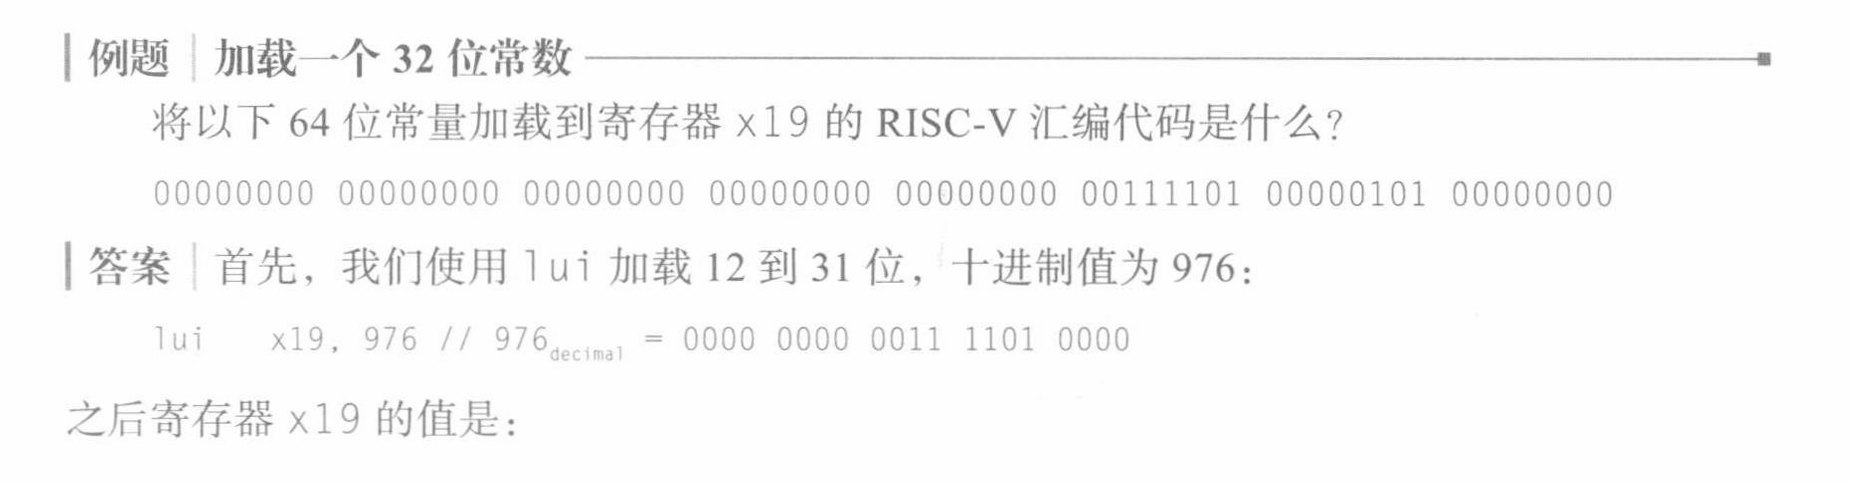 例题 加载一个 32 位常数
将以下 64 位常量加载到寄存器 x19 的 RISC-V 汇编代码是什么?
00000000 00000000 00000000 00000000 00000000 00111101 00000101 00000000
答案 首先，我们使用 lui 加载 12 到 31 位，十进制值为 976：
lui x19, 976 // 976decimal = 0000 0000 0011 1101 0000
之后寄存器 x19 的值是：